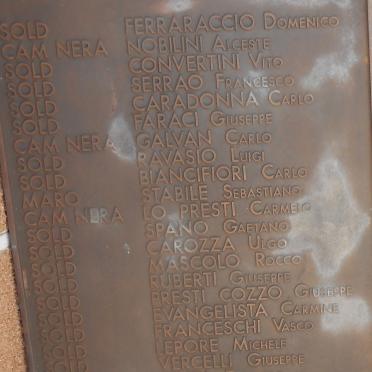 SOLD FERRARACCIO DOMENICO
CAM NERA NOBILINI ALCESTE
SOLD CONVERTINI VITO
SOLD SERRAO FRANCESCO
SOLD CARADONNA CARLO
SOLD FARACI GIUSEPPE
CAM NERA GALVAN CARLO
SOLD RAVASIO LUIGI
SOLD BIANCIFIORI CARLO
MARO STABILE SEBASTIANO
CAM NERA LO PRESTI CARMELO
SOLD SPANO GAETANO
SOLD CAROZZA UGO
SOLD MASCOLO ROCCO
SOLD RUBERTI GIUSEPPE
SOLD PRESTI COZZO GIUSEPPE
SOLD EVANGELISTA CARMINE
SOLD FRANCESCHI VASCO
SOLD LEPORE MICHELE
SOLD VERCELLI GIUSEPPE